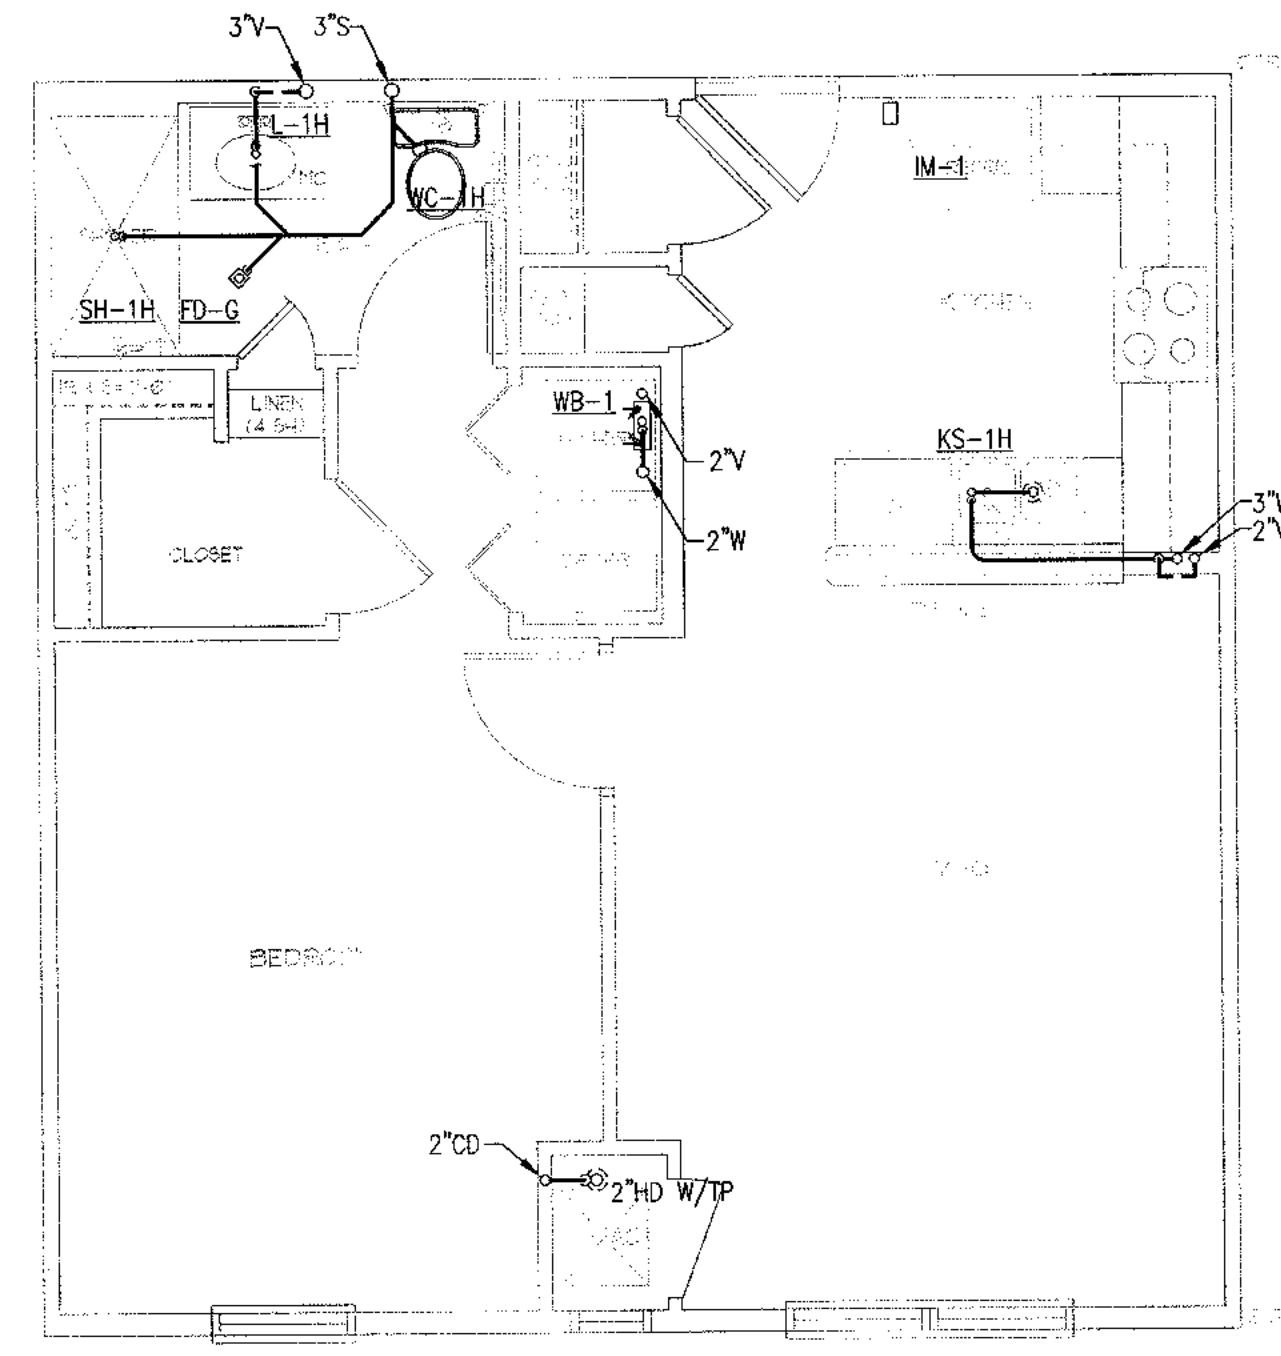 3"V
3"S
L-1H
WC-1H
IM-1
SH-1H
FD-G
LINEN
WB-1
KS-1H
2"V
2"W
3"
2"
CLOSET
KITCHEN
BEDROOM
2"CD
2"HD W/TP